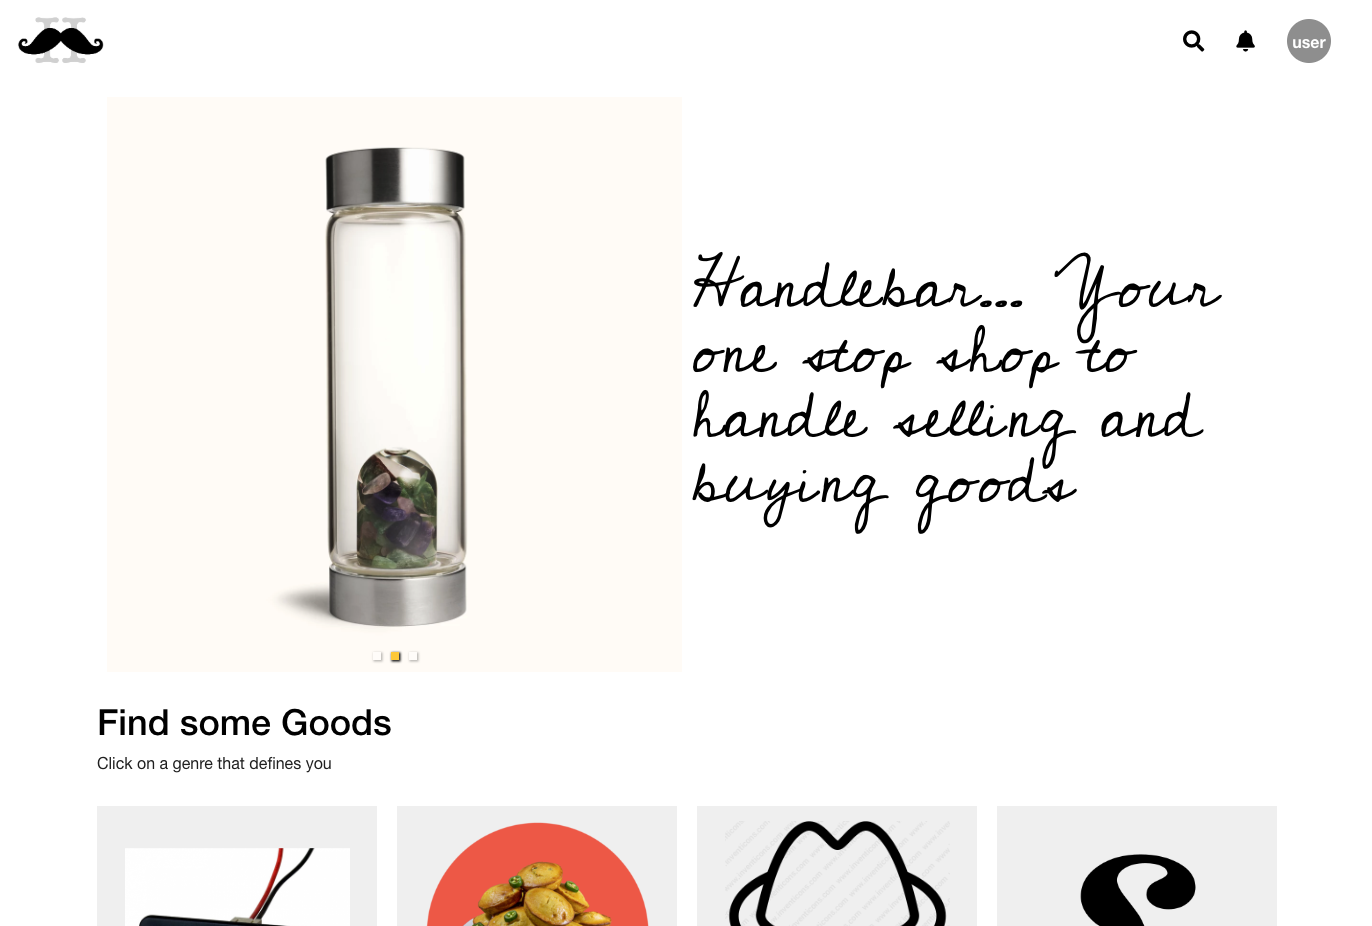 H
user
Handlebar... Your
one stop shop to
handle selling and
buying goods
Find some Goods
Click on a genre that defines you
S